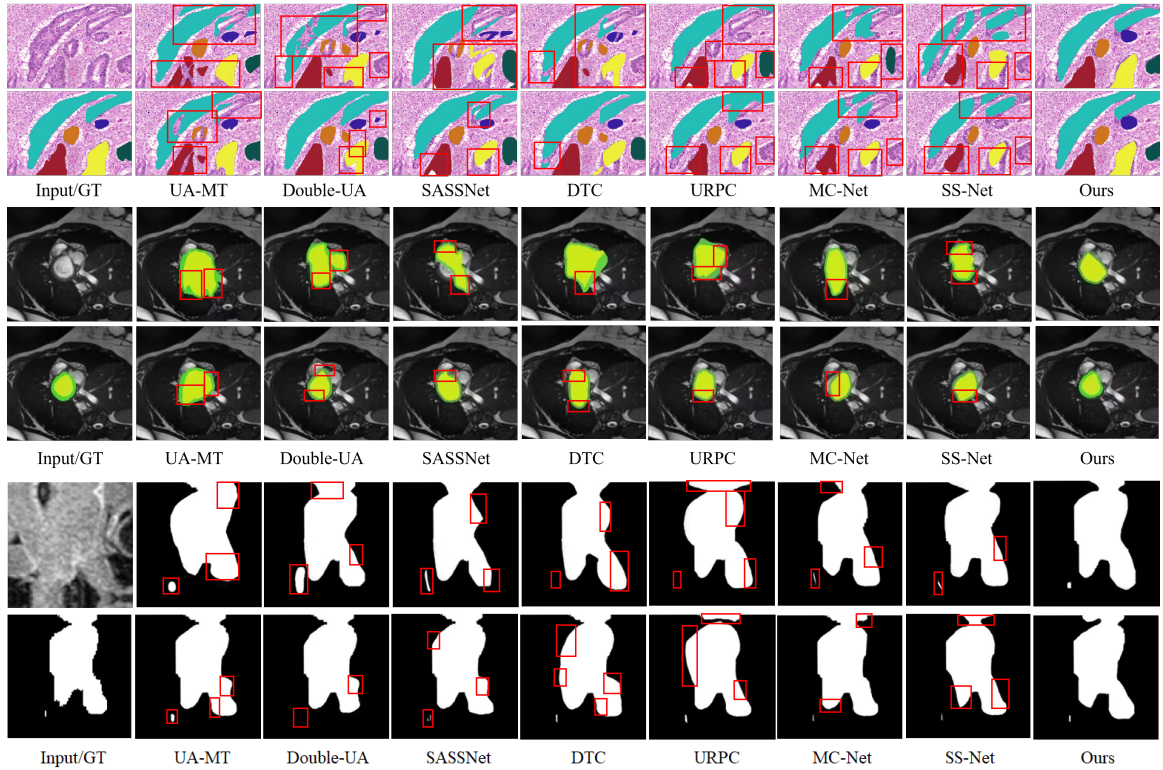 Input/GT UA-MT Double-UA SASSNet DTC URPC MC-Net SS-Net Ours
Input/GT UA-MT Double-UA SASSNet DTC URPC MC-Net SS-Net Ours
Input/GT UA-MT Double-UA SASSNet DTC URPC MC-Net SS-Net Ours